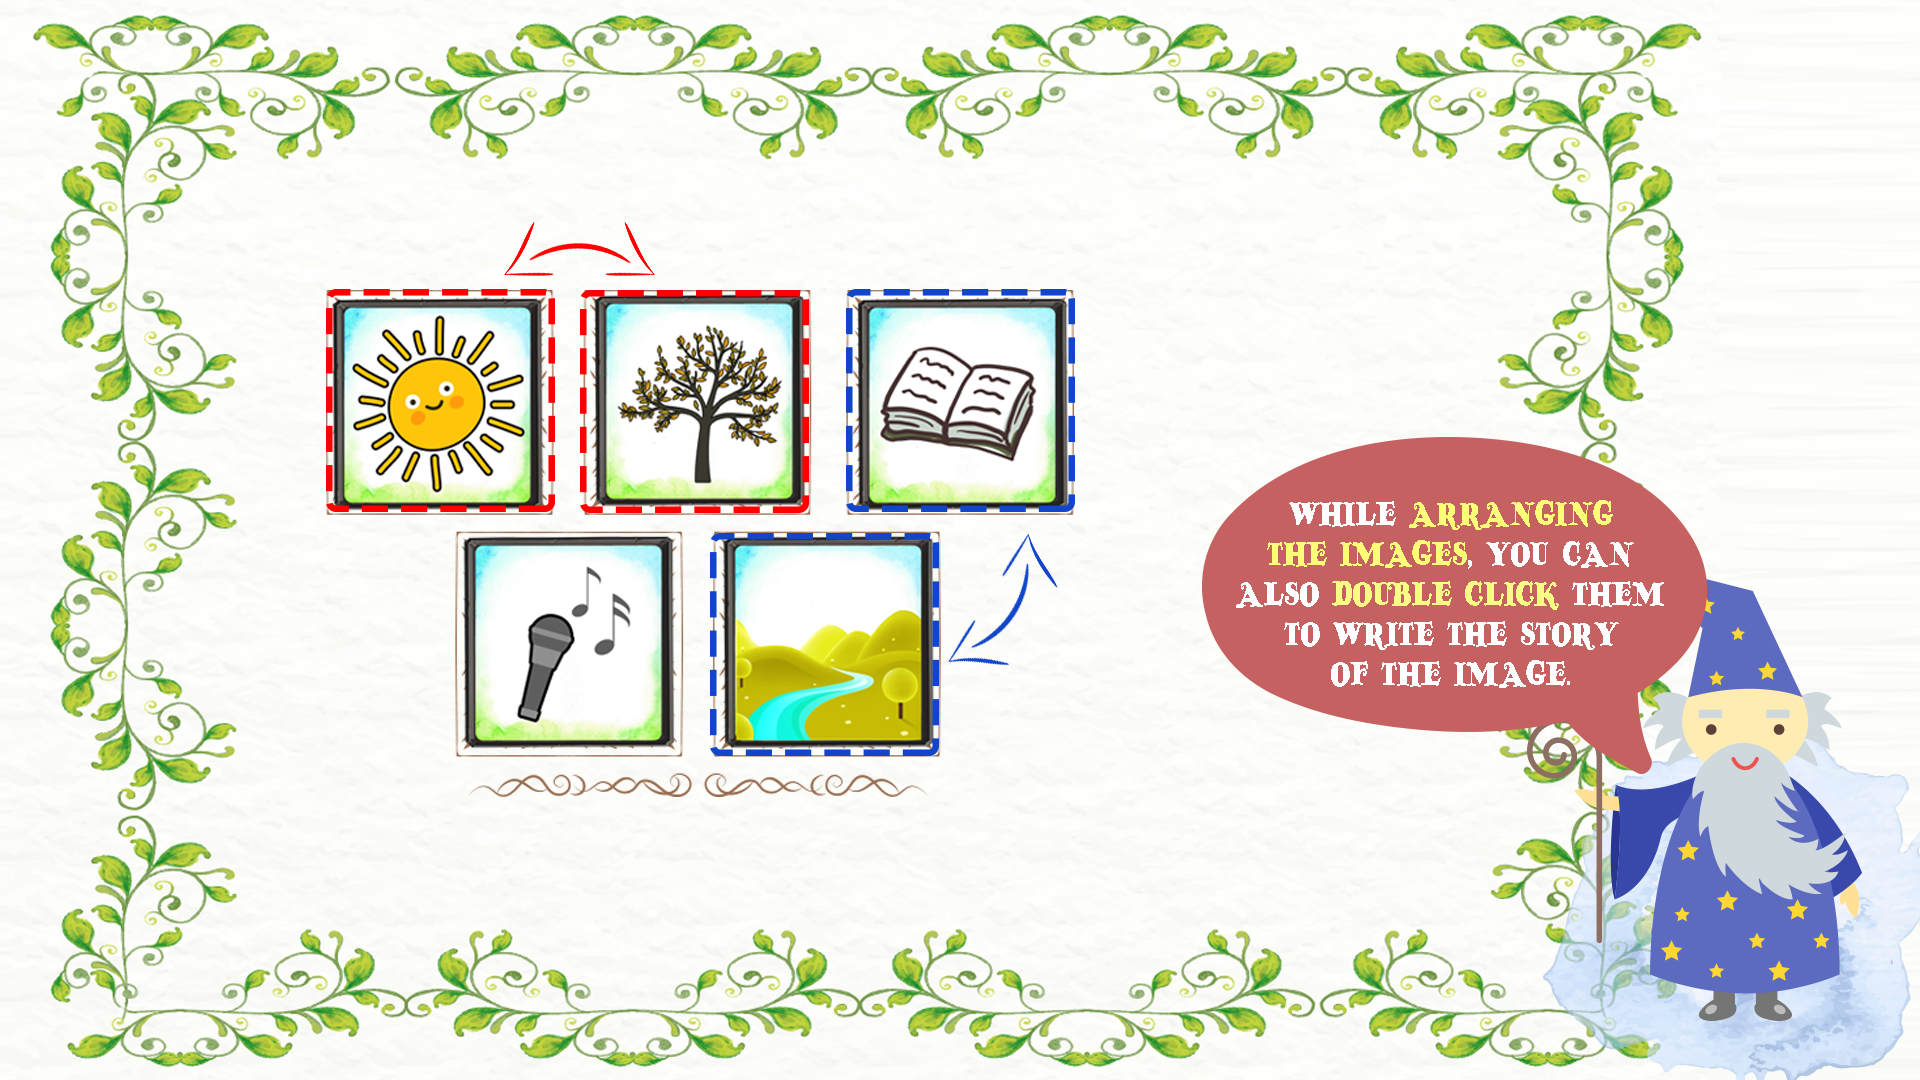 WHILE ARRANGING
THE IMAGES, YOU CAN
ALSO DOUBLE CLICK THEM
TO WRITE THE STORY
OF THE IMAGE.